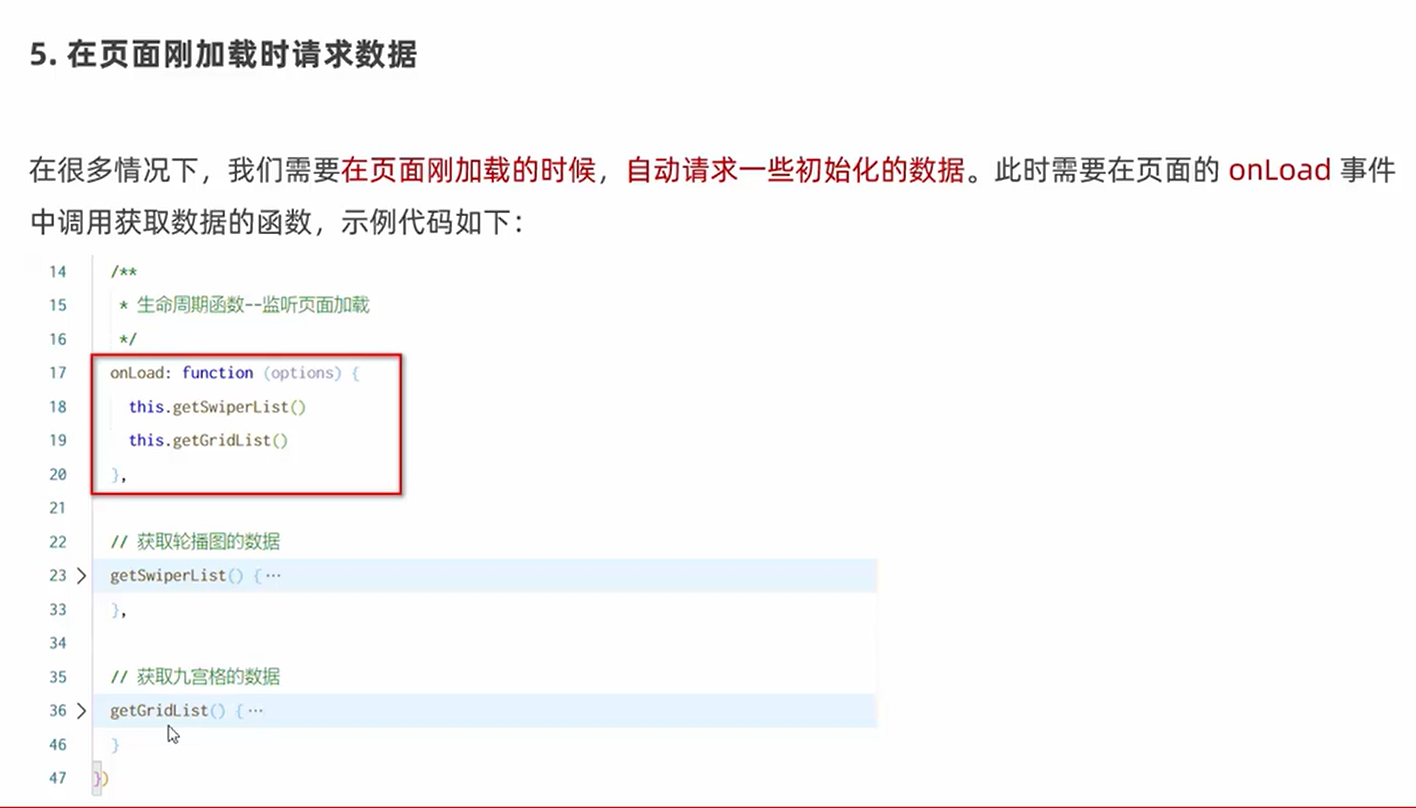 5. 在页面刚加载时请求数据
在很多情况下，我们需要在页面刚加载的时候，自动请求一些初始化的数据。此时需要在页面的 onLoad 事件
中调用获取数据的函数，示例代码如下：
14 /**
15 * 生命周期函数--监听页面加载
16 */
17 onLoad: function (options) {
18 this.getSwiperList()
19 this.getGridList()
20 },
21
22 // 获取轮播图的数据
23 > getSwiperList() {···
33 },
34
35 // 获取九宫格的数据
36 > getGridList() {···
46 }
47 })